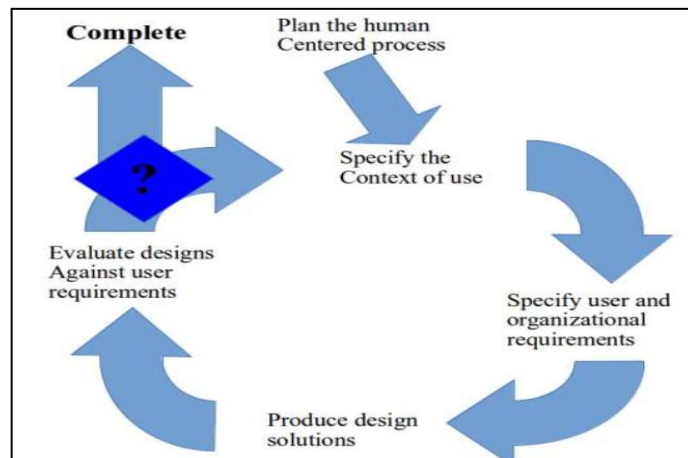 Complete
Plan the human
Centered process
?
Specify the
Context of use
Evaluate designs
Against user
requirements
Specify user and
organizational
requirements
Produce design
solutions